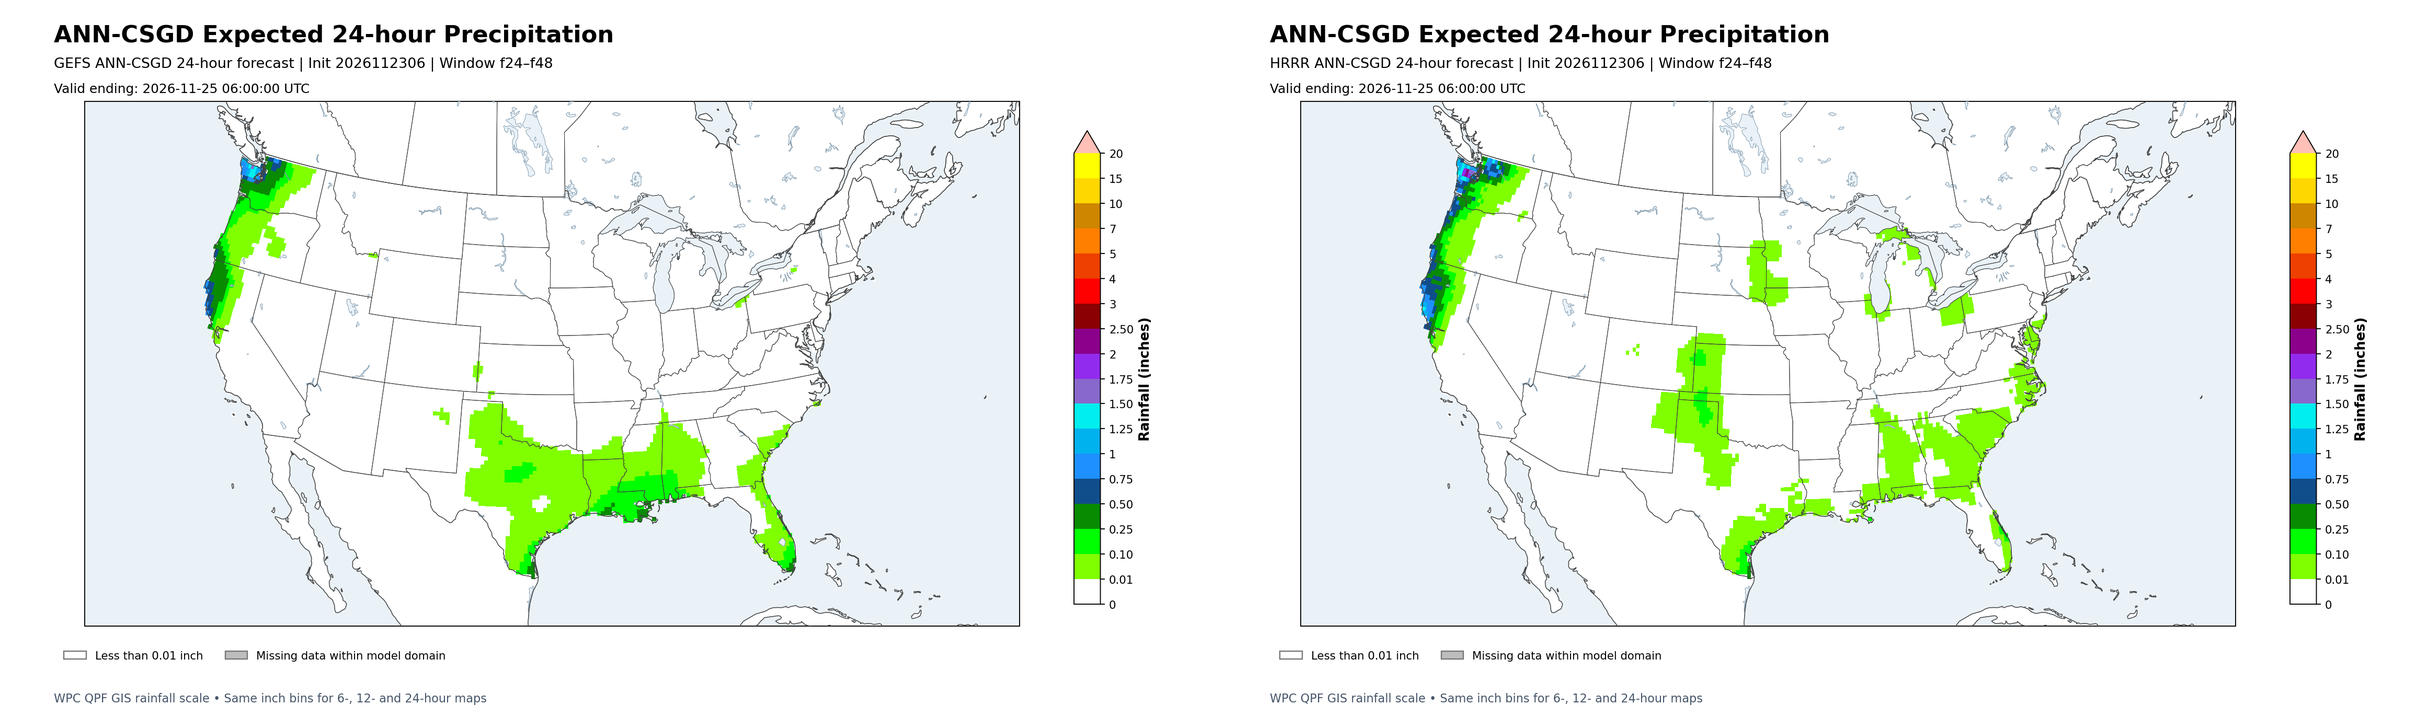 ANN-CSGD Expected 24-hour Precipitation
GEFS ANN-CSGD 24-hour forecast | Init 2026112306 | Window f24–f48
Valid ending: 2026-11-25 06:00:00 UTC
20
15
10
7
5
4
3
2.50
2
1.75
1.50
1.25
1
0.75
0.50
0.25
0.10
0.01
0
Rainfall (inches)
Less than 0.01 inch
Missing data within model domain
WPC QPF GIS rainfall scale • Same inch bins for 6-, 12- and 24-hour maps
ANN-CSGD Expected 24-hour Precipitation
HRRR ANN-CSGD 24-hour forecast | Init 2026112306 | Window f24–f48
Valid ending: 2026-11-25 06:00:00 UTC
20
15
10
7
5
4
3
2.50
2
1.75
1.50
1.25
1
0.75
0.50
0.25
0.10
0.01
0
Rainfall (inches)
Less than 0.01 inch
Missing data within model domain
WPC QPF GIS rainfall scale • Same inch bins for 6-, 12- and 24-hour maps